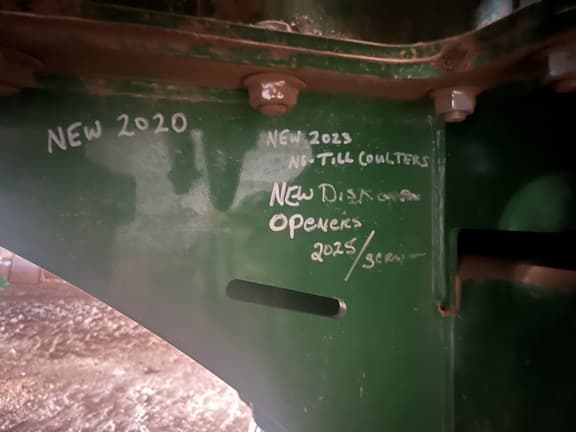 NEW 2020
NEW 2023
NO-TILL COULTERS
NEW DISK
OPENERS
2025/